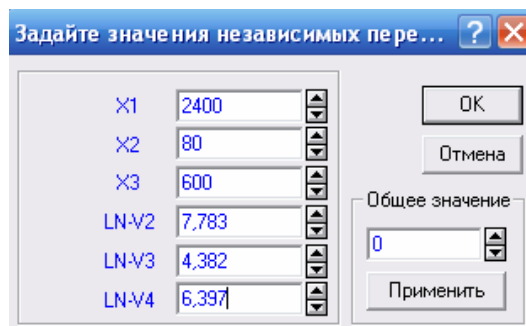 Задайте значения независимых пере...
X1 2400
X2 80
X3 600
LN-V2 7,783
LN-V3 4,382
LN-V4 6,397
OK
Отмена
Общее значение
0
Применить